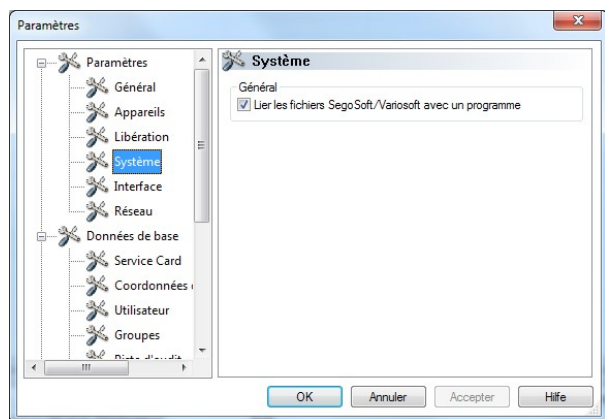 Paramètres
Paramètres
Général
Appareils
Libération
Système
Interface
Réseau
Données de base
Service Card
Coordonnées
Utilisateur
Groupes
Système
Général
Lier les fichiers SegoSoft/Variosoft avec un programme
OK
Annuler
Accepter
Hilfe